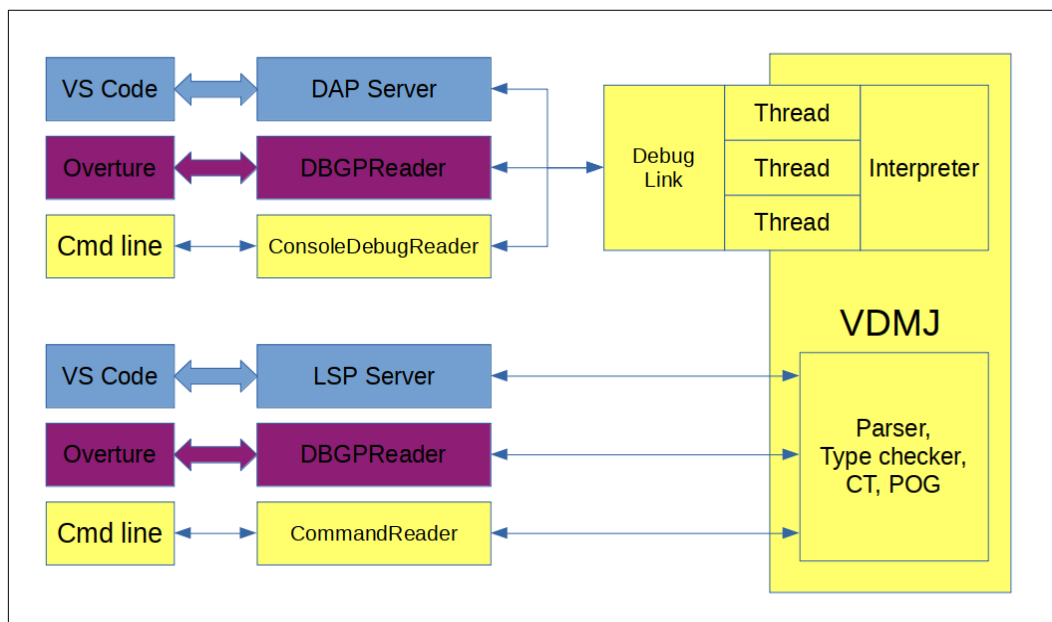 VS Code
DAP Server
Overture
DBGPReader
Cmd line
ConsoleDebugReader
Debug
Link
Thread
Thread
Thread
Interpreter
VDMJ
VS Code
LSP Server
Overture
DBGPReader
Cmd line
CommandReader
Parser,
Type checker,
CT, POG